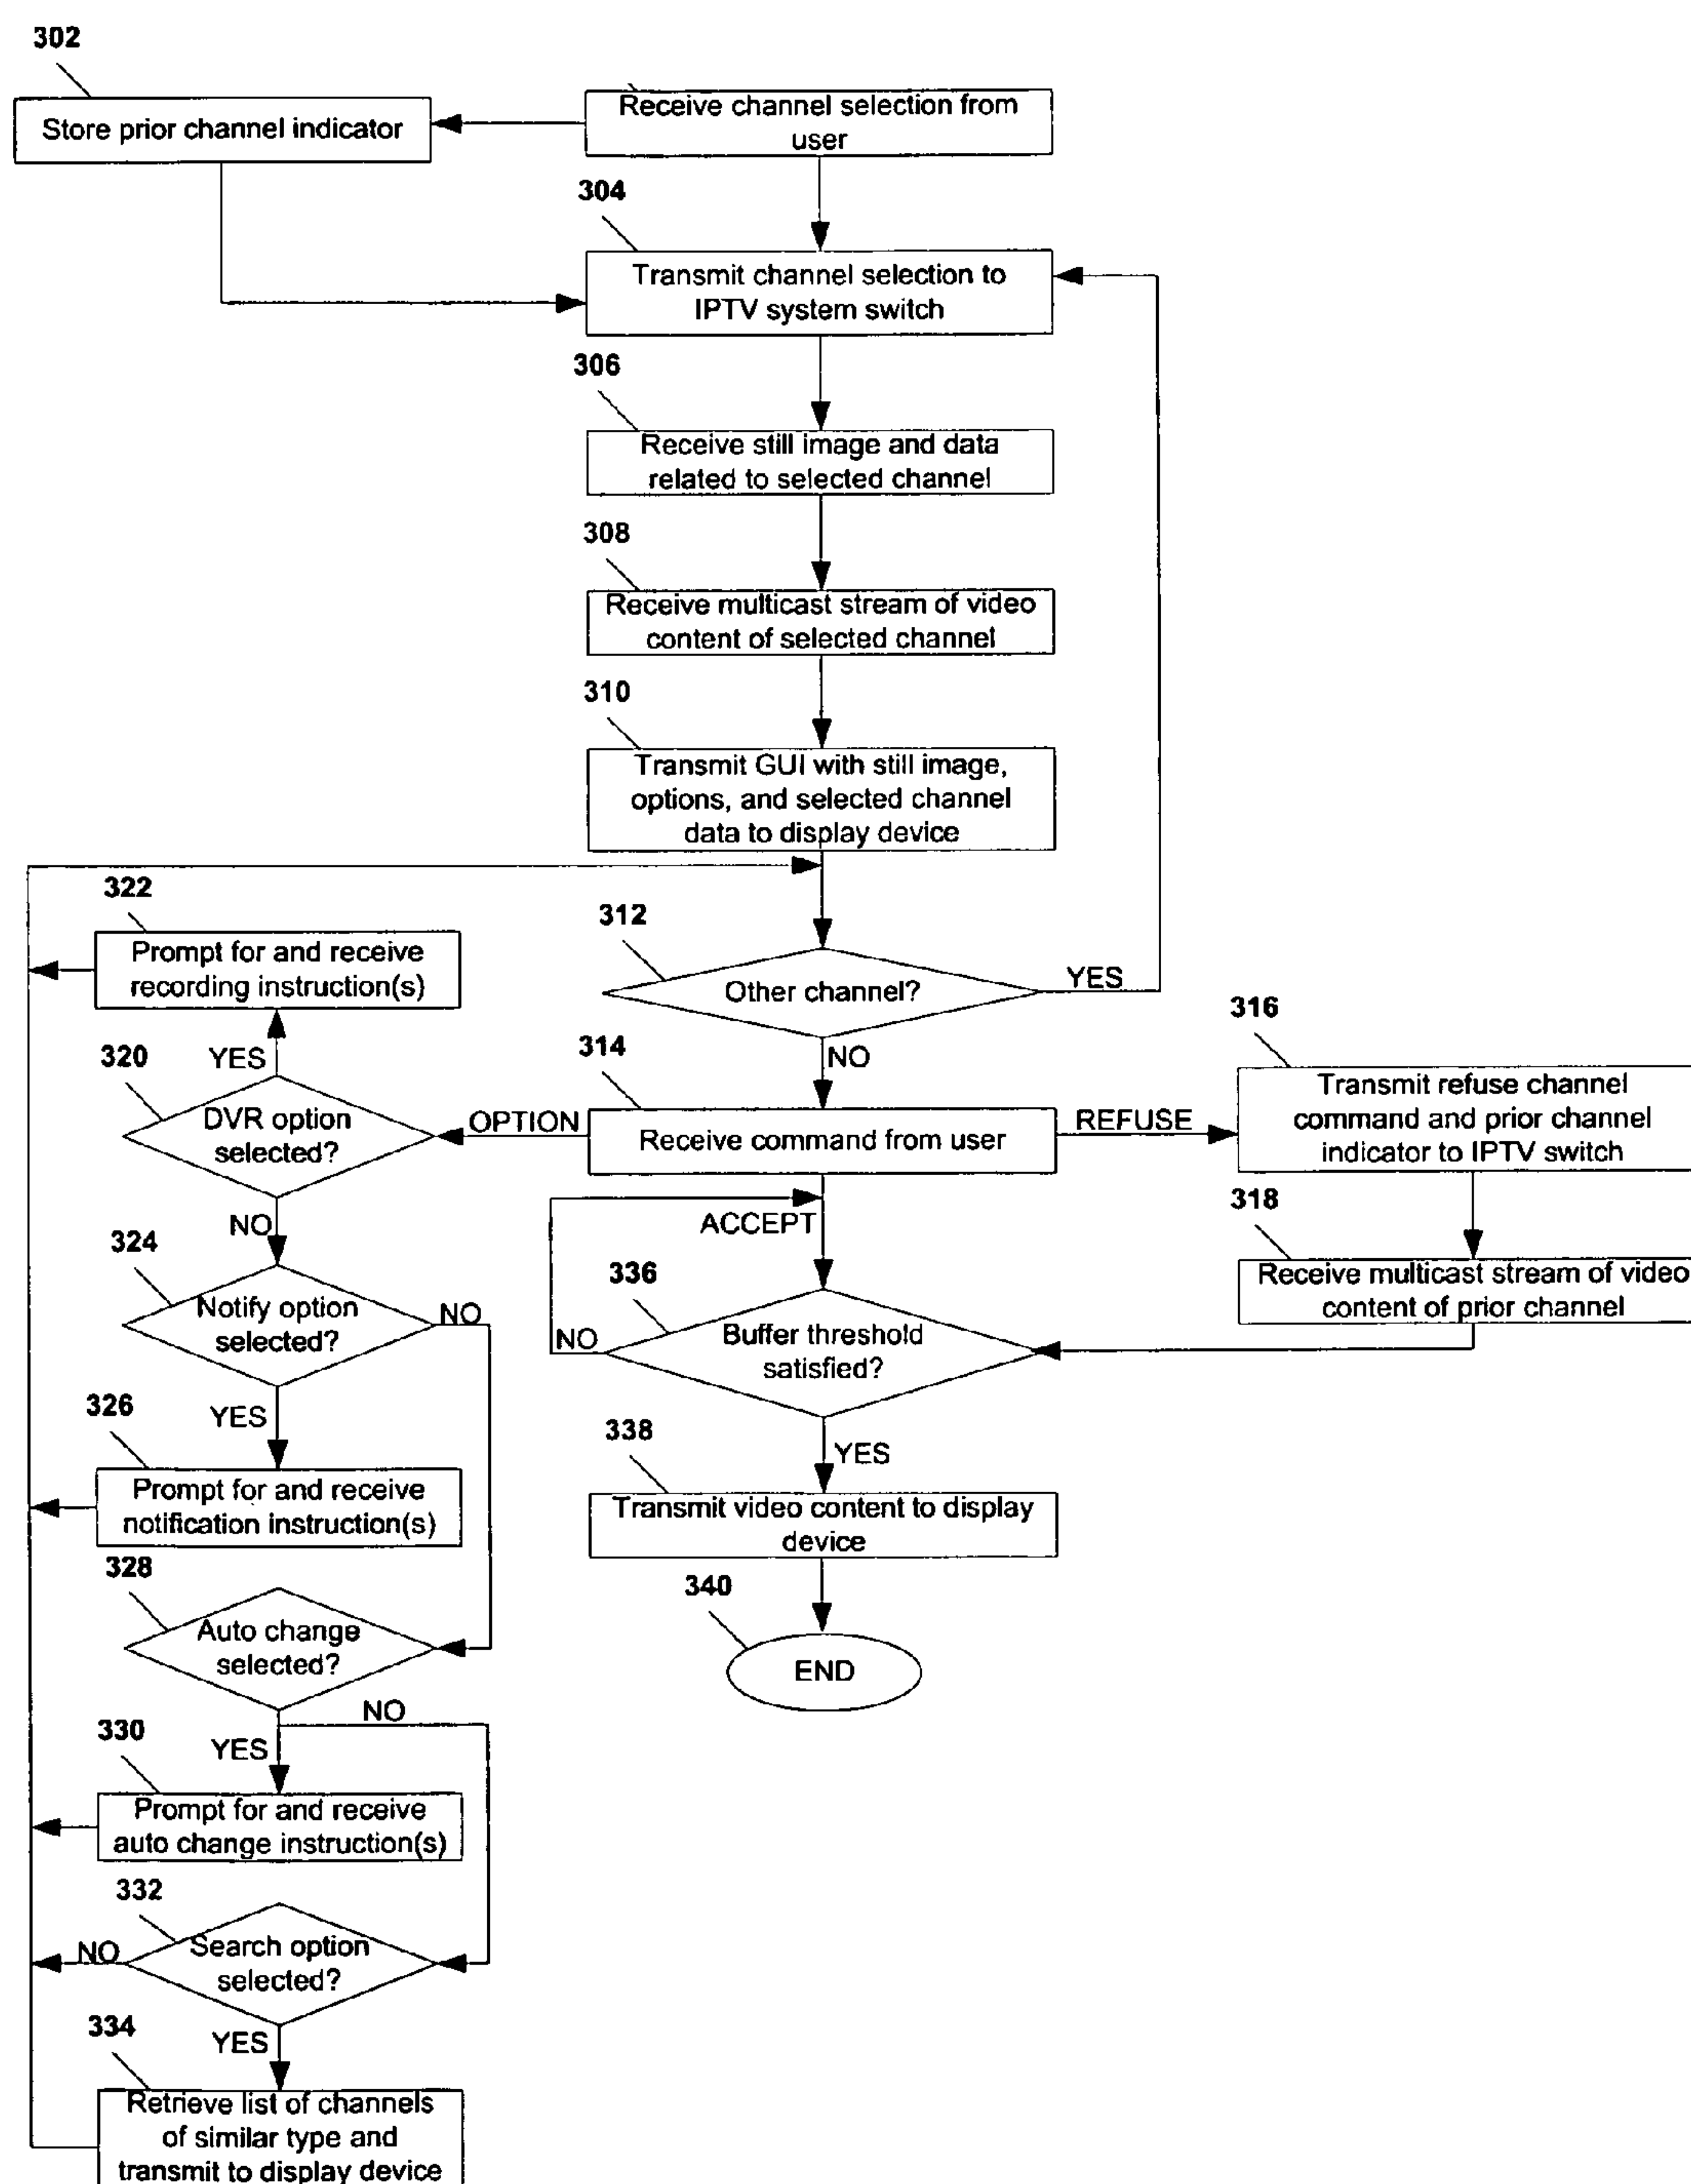 302
Store prior channel indicator
Receive channel selection from
user
304
Transmit channel selection to
IPTV system switch
306
Receive still image and data
related to selected channel
308
Receive multicast stream of video
content of selected channel
310
Transmit GUI with still image,
options, and selected channel
data to display device
322
Prompt for and receive
recording instruction(s)
312
Other channel?
YES
NO
320
YES
DVR option
selected?
OPTION
314
Receive command from user
REFUSE
316
Transmit refuse channel
command and prior channel
indicator to IPTV switch
318
Receive multicast stream of video
content of prior channel
NO
324
Notify option
selected?
NO
ACCEPT
336
Buffer threshold
satisfied?
NO
YES
326
YES
Prompt for and receive
notification instruction(s)
338
Transmit video content to display
device
328
Auto change
selected?
340
END
NO
330
YES
Prompt for and receive
auto change instruction(s)
332
NO
Search option
selected?
334
YES
Retrieve list of channels
of similar type and
transmit to display device